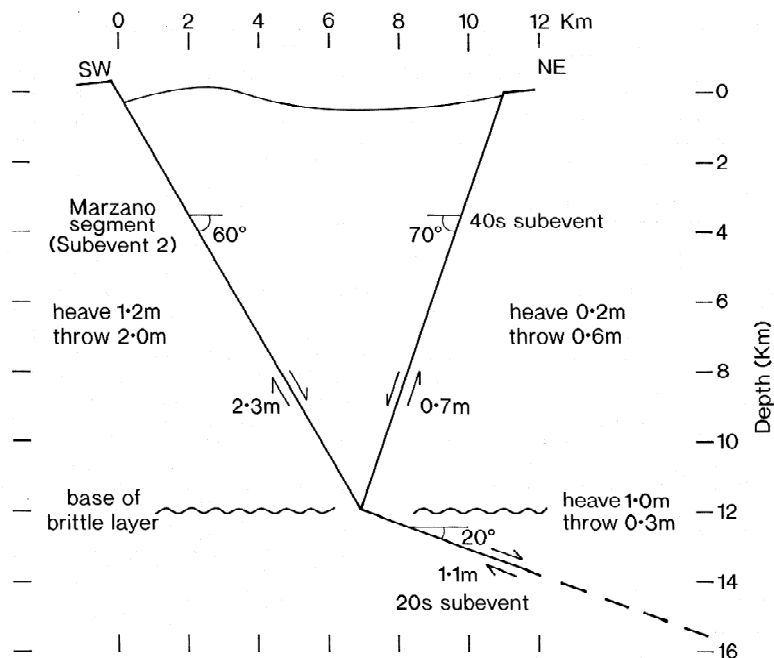 0 2 4 6 8 10 12 Km
SW
NE
0
2
4
6
8
10
12
14
16
Depth (Km)
Marzano
segment
(Subevent 2)
60°
70°
40s subevent
heave 1·2m
throw 2·0m
heave 0·2m
throw 0·6m
2·3m
0·7m
base of
brittle layer
heave 1·0m
throw 0·3m
20°
1·1m
20s subevent